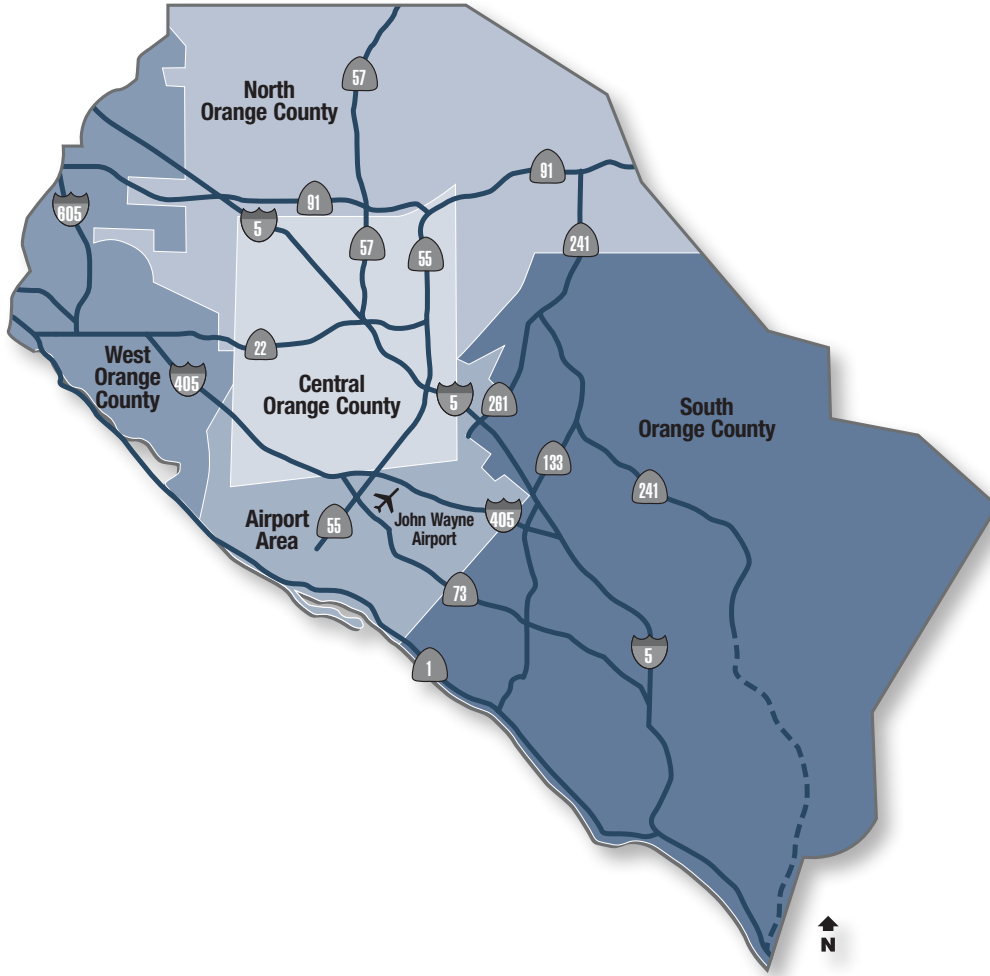 57
North
Orange County
91
91
605
5
57
55
241
22
West
Orange
County
405
Central
Orange County
5
261
South
Orange County
133
241
Airport
Area
55
John Wayne
Airport
405
73
5
1
N